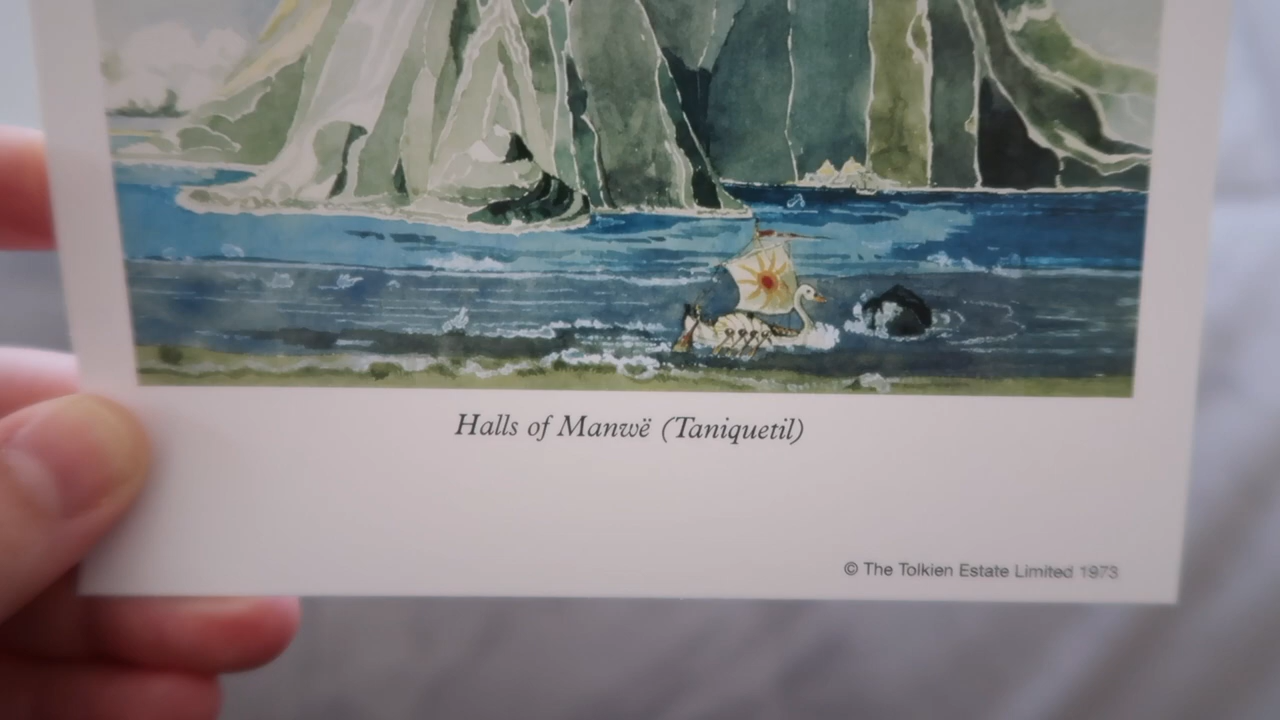 Halls of Manwë (Taniquetil)
© The Tolkien Estate Limited 1973